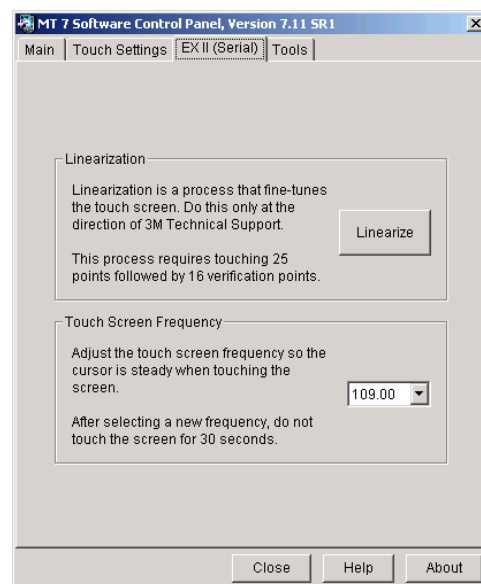 MT 7 Software Control Panel, Version 7.11 SR1
Main Touch Settings EX II (Serial) Tools
Linearization
Linearization is a process that fine-tunes
the touch screen. Do this only at the
direction of 3M Technical Support.
Linearize
This process requires touching 25
points followed by 16 verification points.
Touch Screen Frequency
Adjust the touch screen frequency so the
cursor is steady when touching the
screen.
109.00
After selecting a new frequency, do not
touch the screen for 30 seconds.
Close Help About